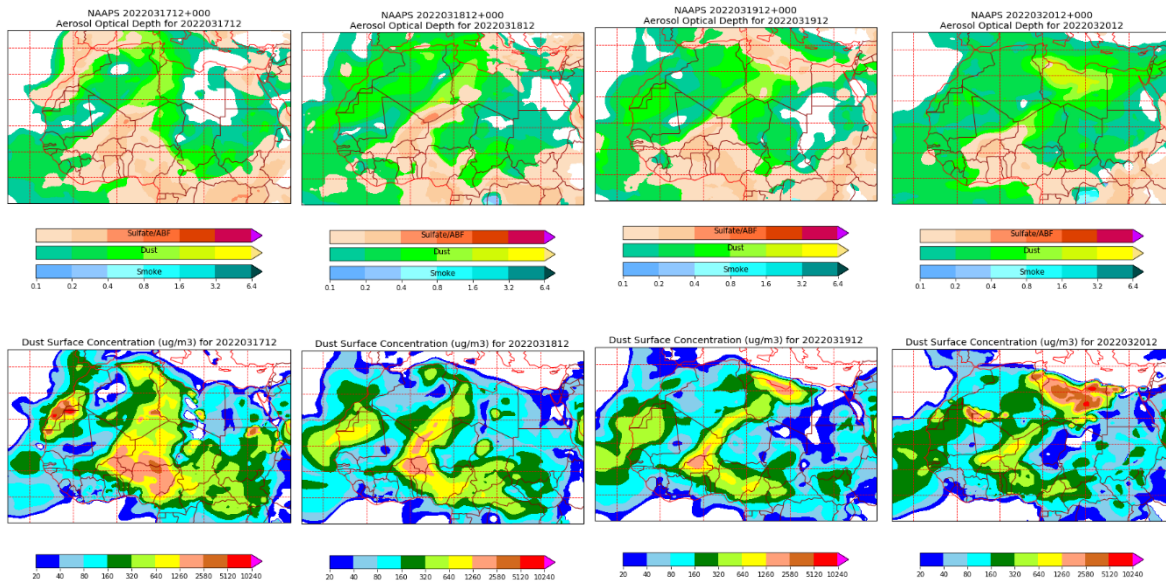 NAAPS 2022031712+000
Aerosol Optical Depth for 2022031712
NAAPS 2022031812+000
Aerosol Optical Depth for 2022031812
NAAPS 2022031912+000
Aerosol Optical Depth for 2022031912
NAAPS 2022032012+000
Aerosol Optical Depth for 2022032012
Sulfate/ABF
Dust
Smoke
0.1 0.2 0.4 0.8 1.6 3.2 6.4
Sulfate/ABF
Dust
Smoke
0.1 0.2 0.4 0.8 1.6 3.2 6.4
Sulfate/ABF
Dust
Smoke
0.1 0.2 0.4 0.8 1.6 3.2 6.4
Sulfate/ABF
Dust
Smoke
0.1 0.2 0.4 0.8 1.6 3.2 6.4
Dust Surface Concentration (ug/m3) for 2022031712
Dust Surface Concentration (ug/m3) for 2022031812
Dust Surface Concentration (ug/m3) for 2022031912
Dust Surface Concentration (ug/m3) for 2022032012
20 40 80 160 320 640 1260 2580 5120 10240
20 40 80 160 320 640 1260 2580 5120 10240
20 40 80 160 320 640 1260 2580 5120 10240
20 40 80 160 320 640 1260 2580 5120 10240